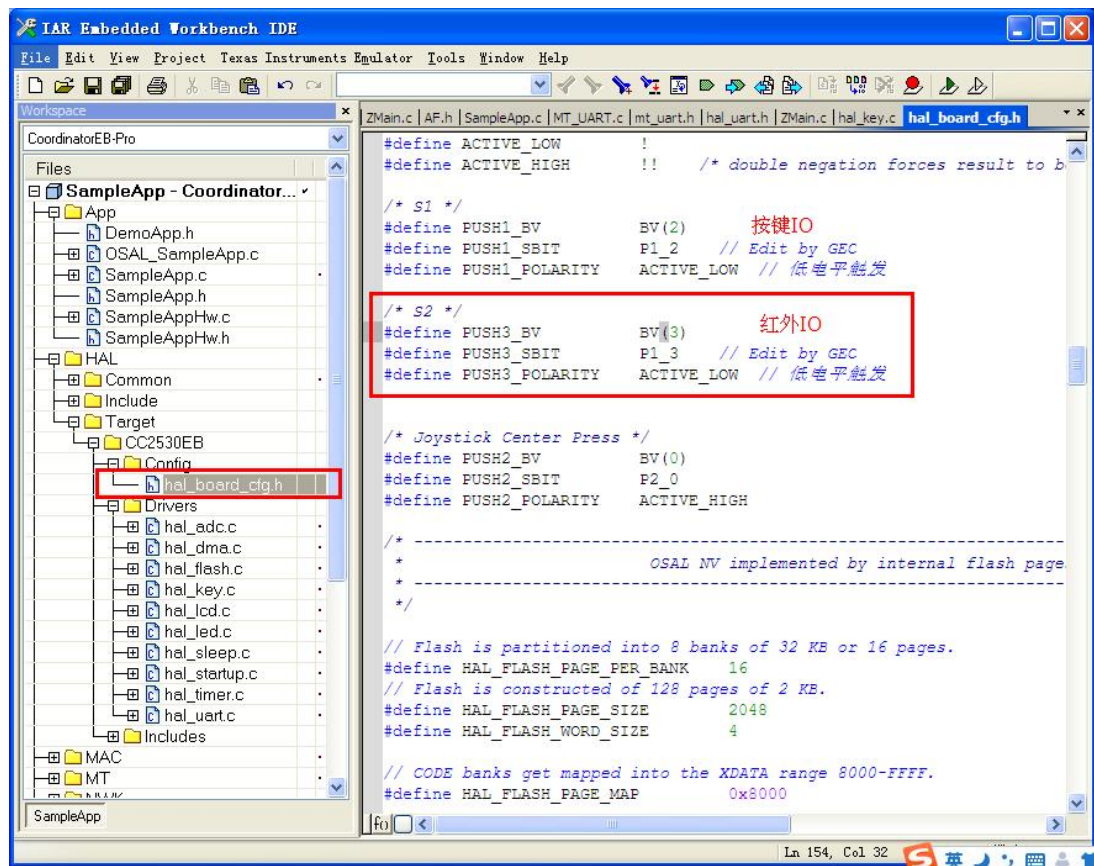 IAR Embedded Workbench IDE
File Edit View Project Texas Instruments Emulator Tools Window Help
Workspace
CoordinatorEB-Pro
Files
SampleApp - Coordinator...
App
DemoApp.h
OSAL_SampleApp.c
SampleApp.c
SampleApp.h
SampleAppHw.c
SampleAppHw.h
HAL
Common
Include
Target
CC2530EB
Config
hal_board_cfg.h
Drivers
hal_adc.c
hal_dma.c
hal_flash.c
hal_key.c
hal_lcd.c
hal_led.c
hal_sleep.c
hal_startup.c
hal_timer.c
hal_uart.c
Includes
MAC
MT
SampleApp
ZMain.c | AF.h | SampleApp.c | MT_UART.c | mt_uart.h | hal_uart.h | ZMain.c | hal_key.c hal_board_cfg.h
#define ACTIVE_LOW !
#define ACTIVE_HIGH !! /* double negation forces result to b
/* S1 */
#define PUSH1_BV BV(2) 按键IO
#define PUSH1_SBIT P1_2 // Edit by GEC
#define PUSH1_POLARITY ACTIVE_LOW // 低电平触发
/* S2 */
#define PUSH3_BV BV(3) 红外IO
#define PUSH3_SBIT P1_3 // Edit by GEC
#define PUSH3_POLARITY ACTIVE_LOW // 低电平触发
/* Joystick Center Press */
#define PUSH2_BV BV(0)
#define PUSH2_SBIT P2_0
#define PUSH2_POLARITY ACTIVE_HIGH
/* ----------------------------------------------------------------
* OSAL NV implemented by internal flash page
* ----------------------------------------------------------------
*/
// Flash is partitioned into 8 banks of 32 KB or 16 pages.
#define HAL_FLASH_PAGE_PER_BANK 16
// Flash is constructed of 128 pages of 2 KB.
#define HAL_FLASH_PAGE_SIZE 2048
#define HAL_FLASH_WORD_SIZE 4
// CODE banks get mapped into the XDATA range 8000-FFFF.
#define HAL_FLASH_PAGE_MAP 0x8000
f()
Ln 154, Col 32
S 英